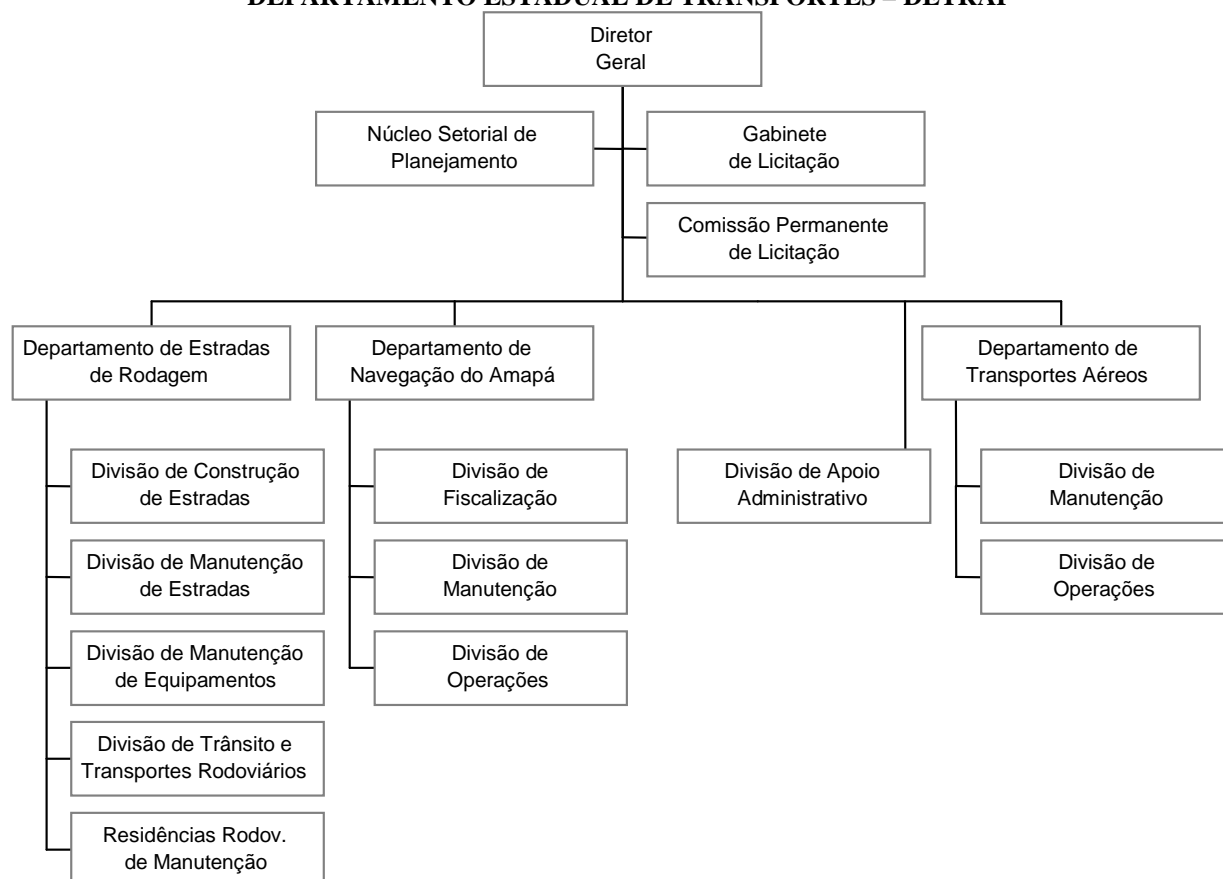 DEPARTAMENTO ESTADUAL DE TRANSPORTES – DETRAP
Diretor
Geral
Núcleo Setorial de
Planejamento
Gabinete
de Licitação
Comissão Permanente
de Licitação
Departamento de Estradas
de Rodagem
Departamento de
Navegação do Amapá
Departamento de
Transportes Aéreos
Divisão de Construção
de Estradas
Divisão de Manutenção
de Estradas
Divisão de Manutenção
de Equipamentos
Divisão de Trânsito e
Transportes Rodoviários
Residências Rodov.
de Manutenção
Divisão de
Fiscalização
Divisão de
Manutenção
Divisão de
Operações
Divisão de Apoio
Administrativo
Divisão de
Manutenção
Divisão de
Operações